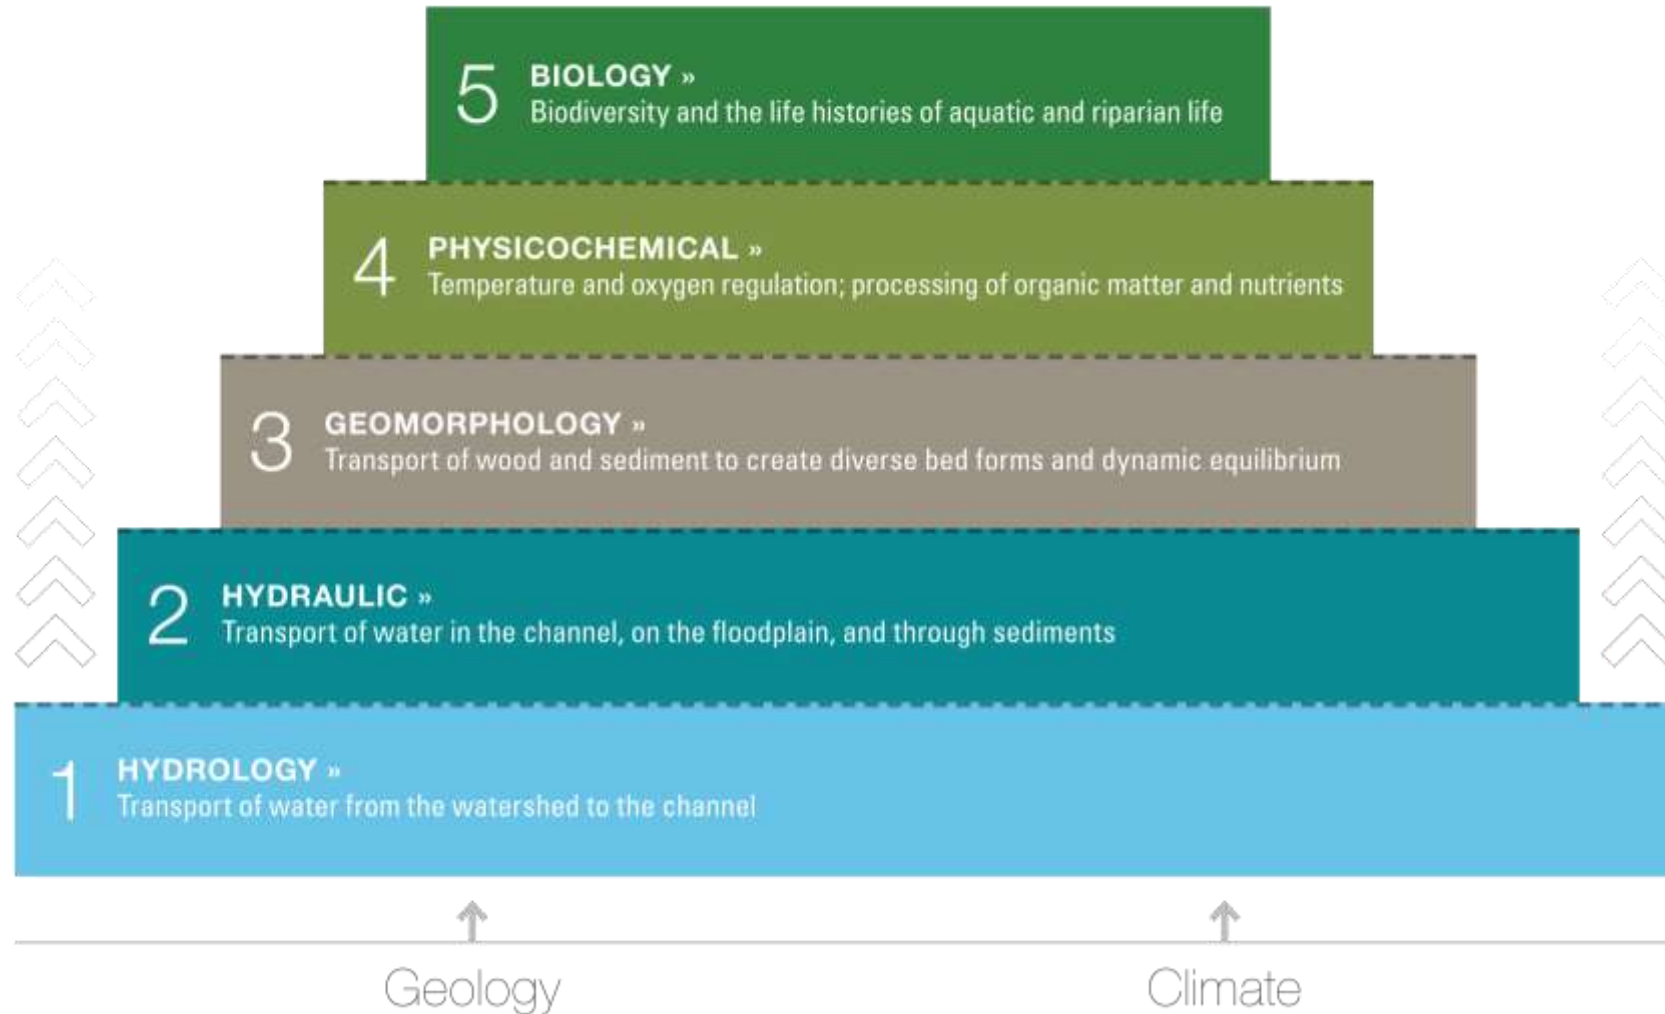 5 BIOLOGY »
Biodiversity and the life histories of aquatic and riparian life
4 PHYSICOCHEMICAL »
Temperature and oxygen regulation; processing of organic matter and nutrients
3 GEOMORPHOLOGY »
Transport of wood and sediment to create diverse bed forms and dynamic equilibrium
2 HYDRAULIC »
Transport of water in the channel, on the floodplain, and through sediments
1 HYDROLOGY »
Transport of water from the watershed to the channel
Geology Climate